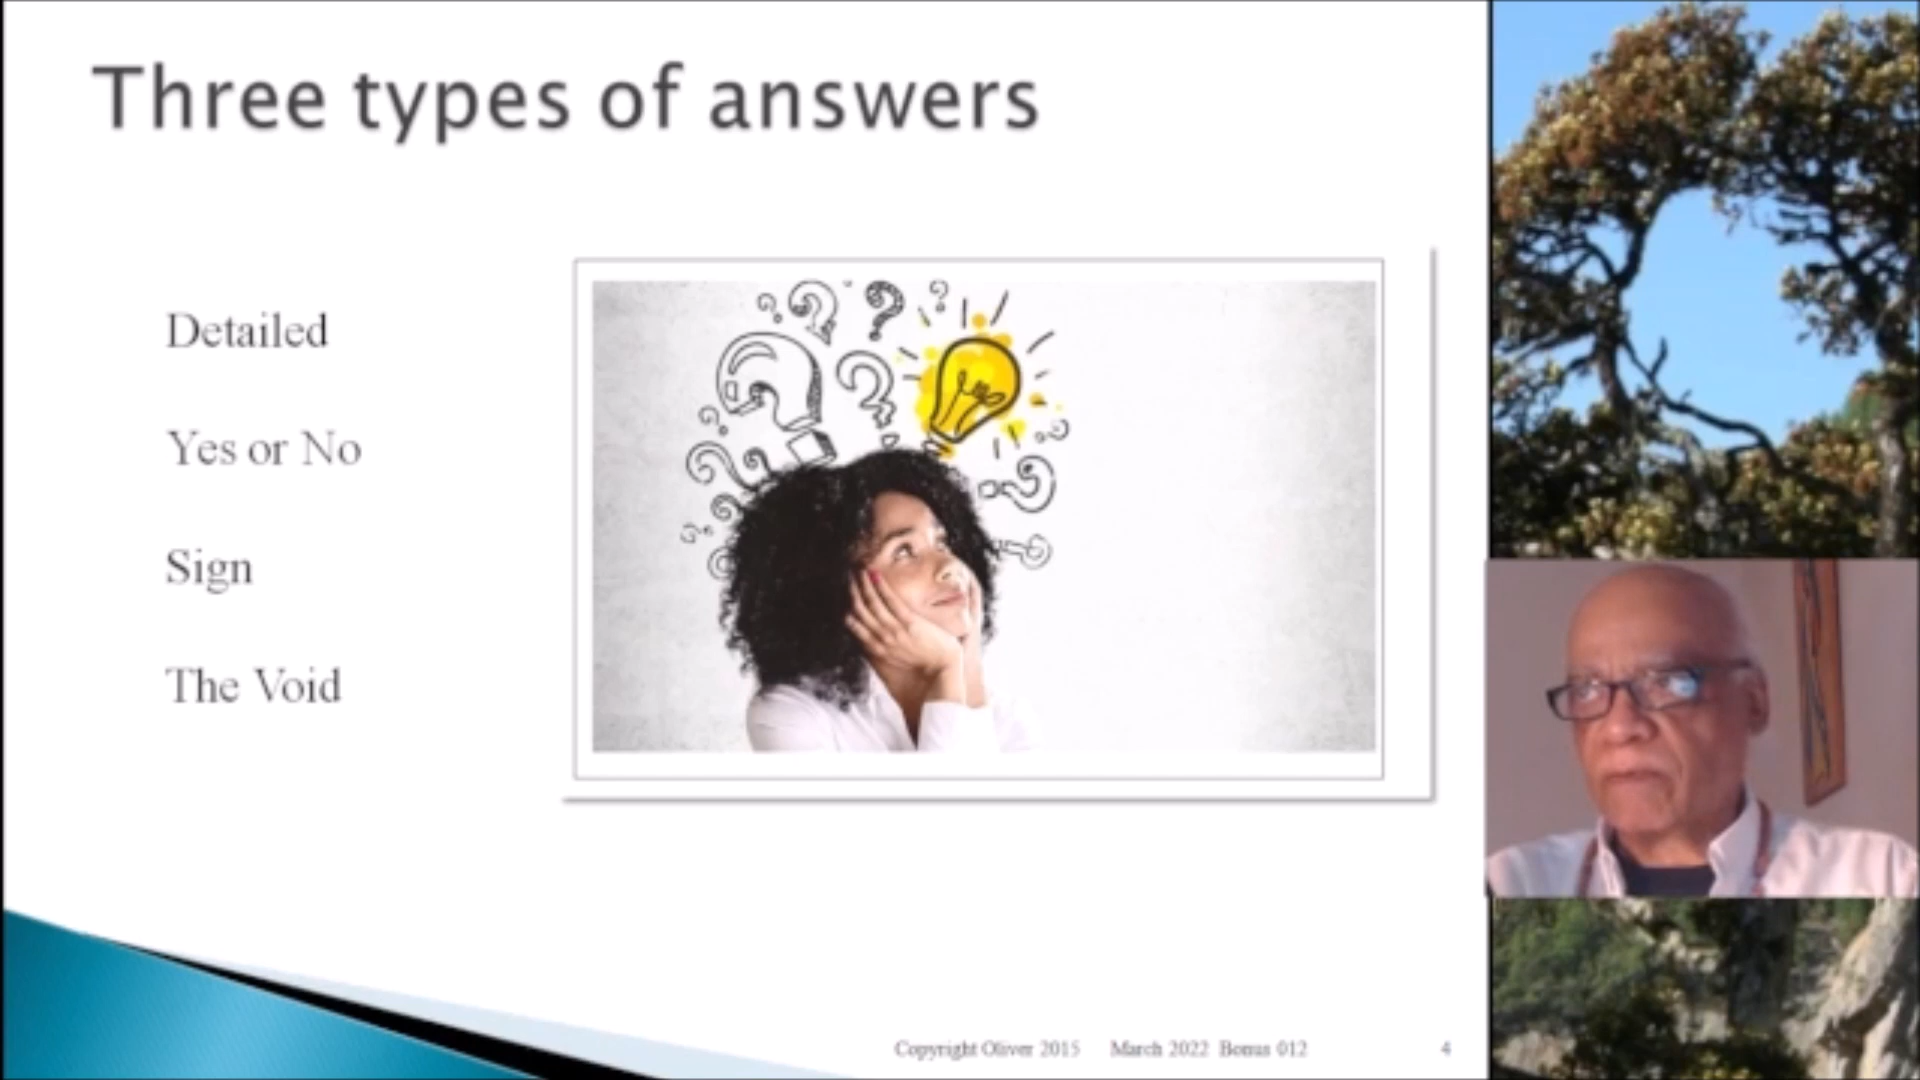 Three types of answers
Detailed
Yes or No
Sign
The Void
Copyright Oliver 2015 March 2022 Bonus 012 4